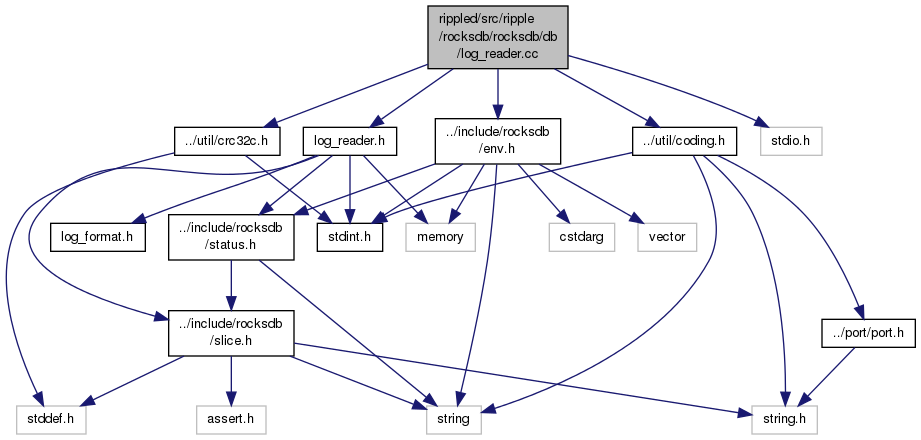 rippled/src/ripple
/rocksdb/rocksdb/db
/log_reader.cc
../util/crc32c.h
log_reader.h
../include/rocksdb
/env.h
../util/coding.h
stdio.h
log_format.h
../include/rocksdb
/status.h
stdint.h
memory
cstdarg
vector
../include/rocksdb
/slice.h
../port/port.h
stddef.h
assert.h
string
string.h